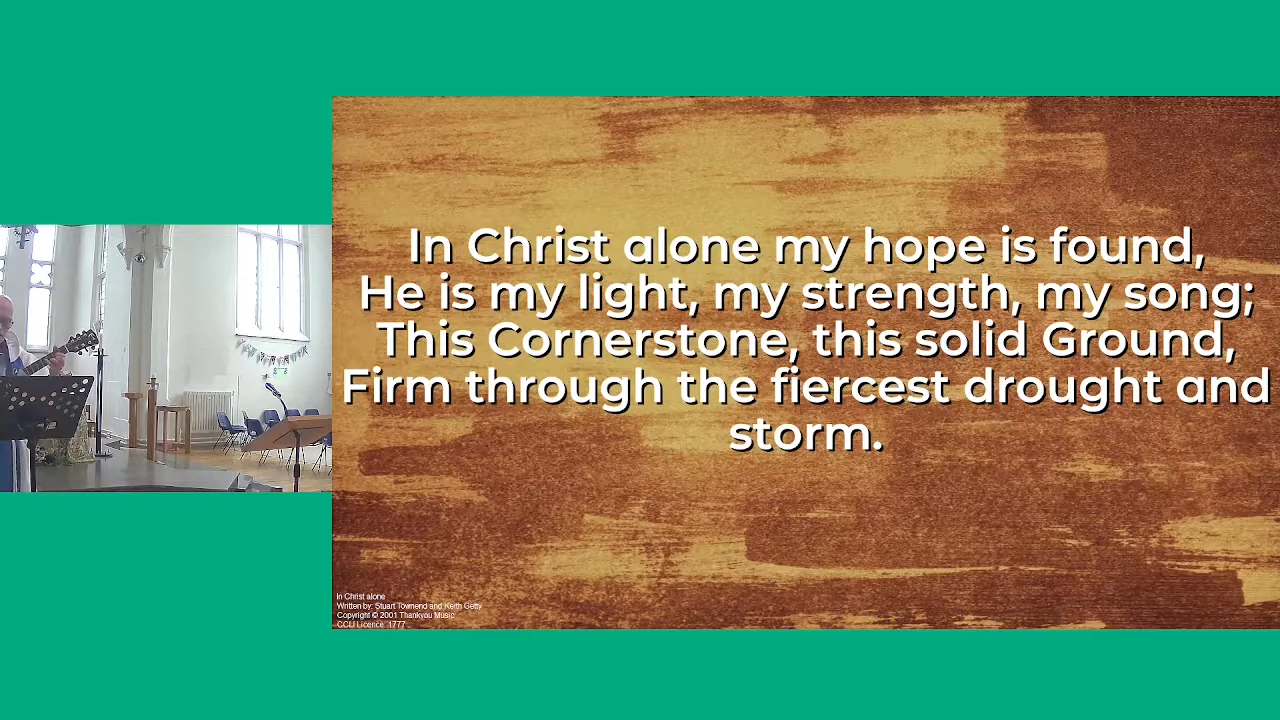 In Christ alone my hope is found,
He is my light, my strength, my song;
This Cornerstone, this solid Ground,
Firm through the fiercest drought and
storm.
In Christ alone
Written by: Stuart Townend and Keith Getty
Copyright © 2001 Thankyou Music
CCLI Licence: 1777